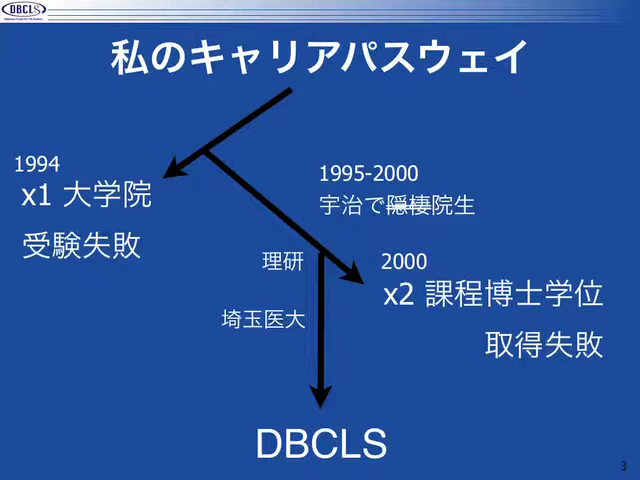 DBCLS
私のキャリアパスウェイ
1994
x1 大学院
受験失敗
1995-2000
宇治で隠棲院生
理研
埼玉医大
2000
x2 課程博士学位
取得失敗
DBCLS
3